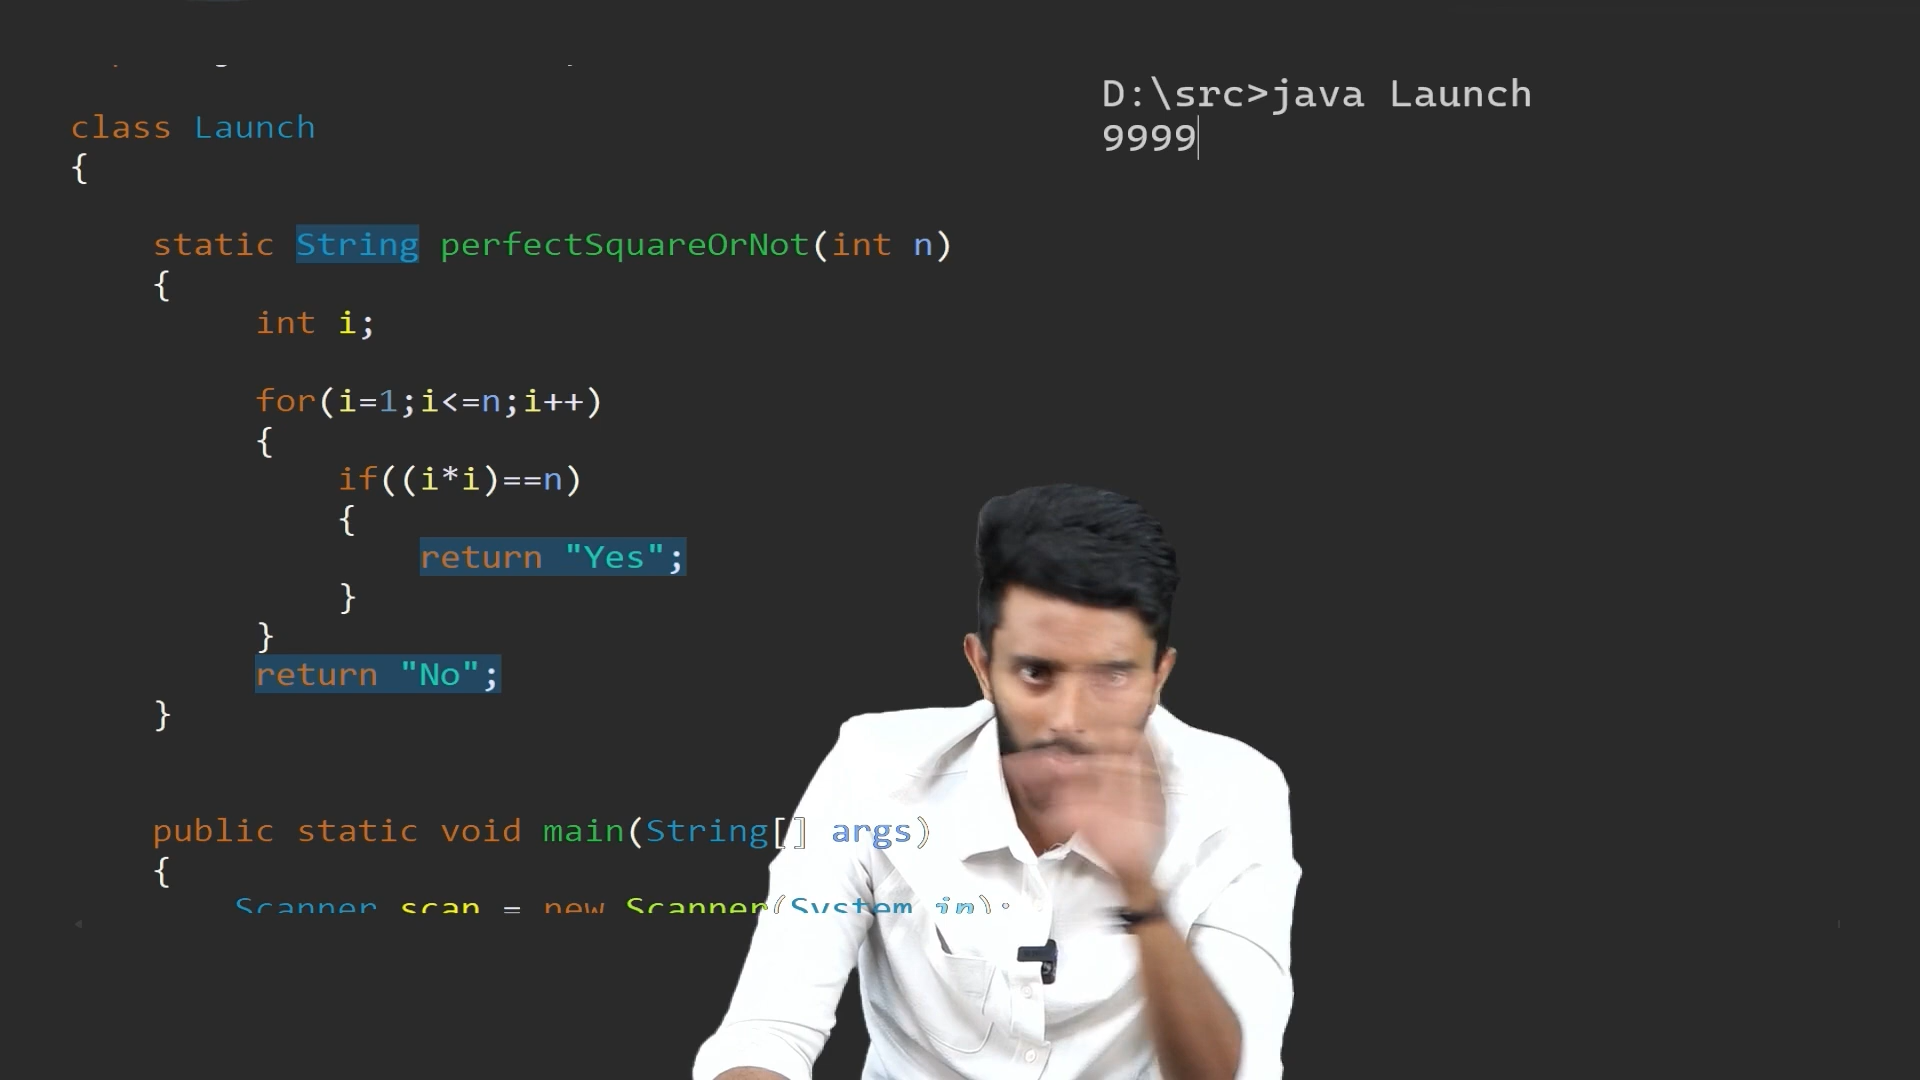 class Launch
{
static String perfectSquareOrNot(int n)
{
int i;
for(i=1;i<=n;i++)
{
if((i*i)==n)
{
return "Yes";
}
}
return "No";
}
public static void main(String[] args)
{
Scanner scan = new Scanner(System.in);
D:\src>java Launch
9999